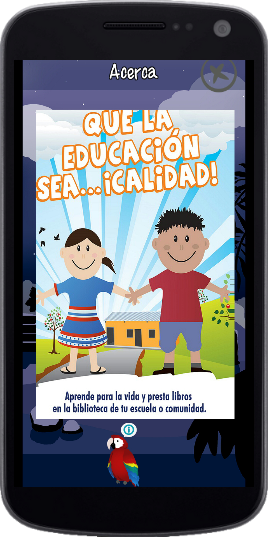 Acerca
QUE LA
EDUCACIÓN
SEA...¡CALIDAD!
Aprende para la vida y presta libros
en la biblioteca de tu escuela o comunidad.